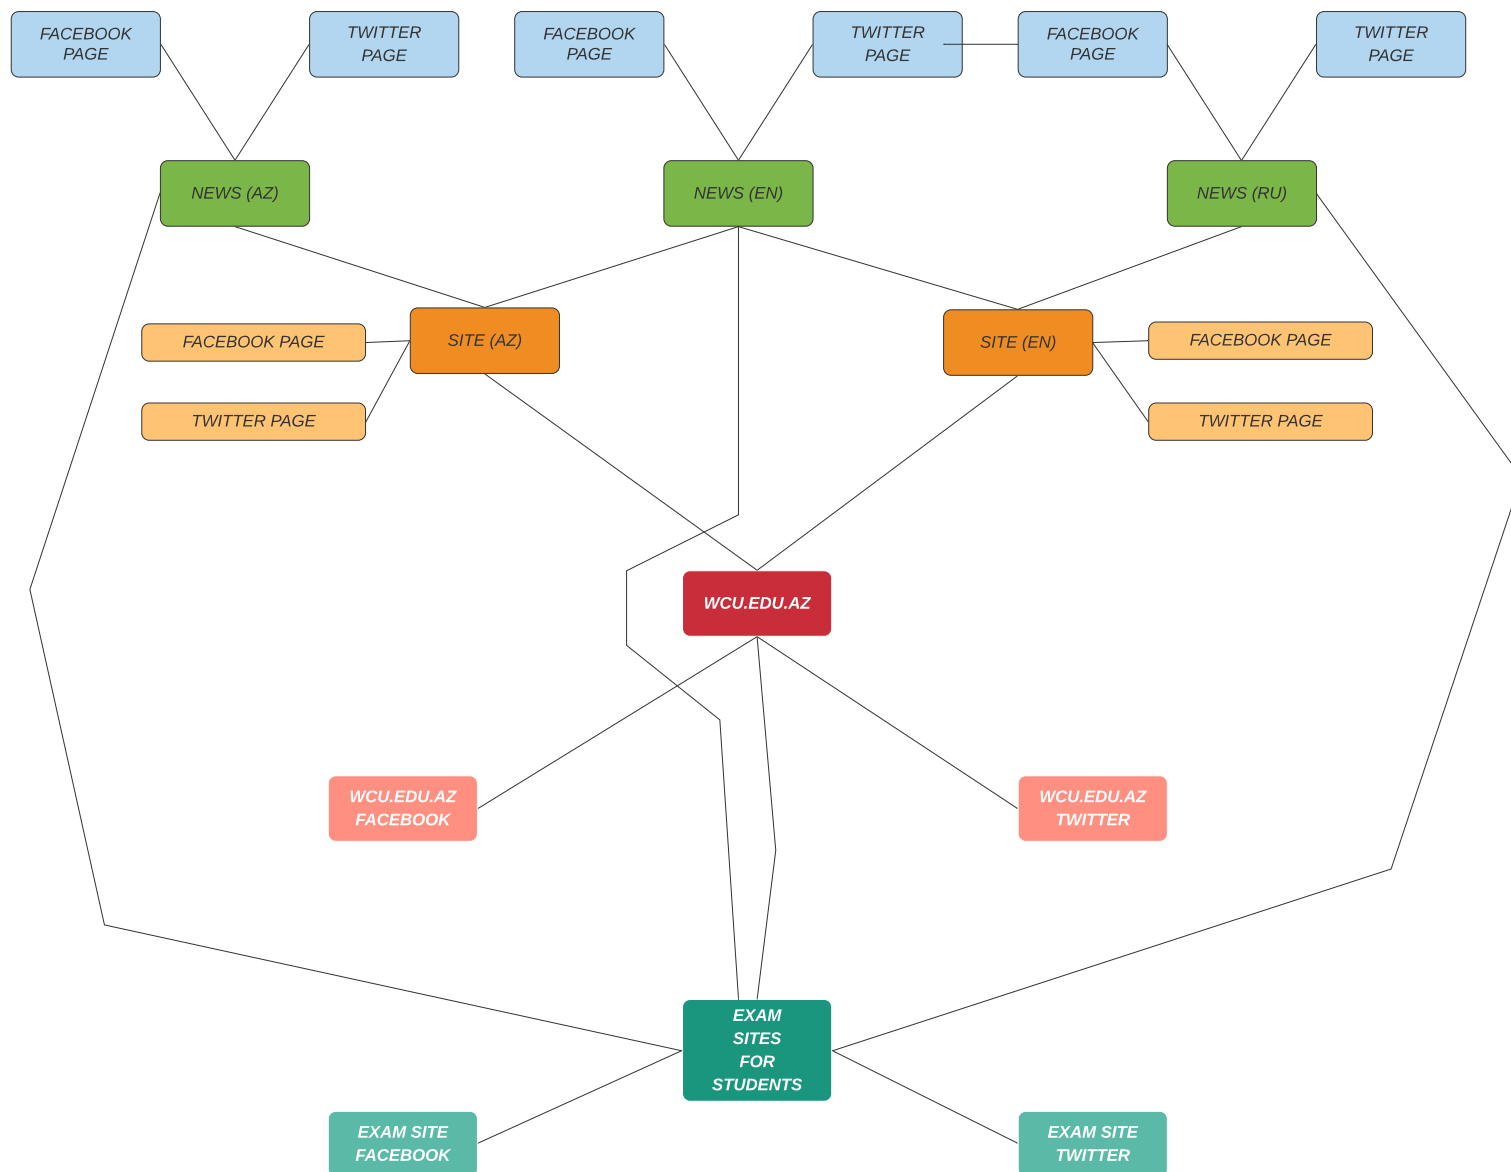 FACEBOOK
PAGE
TWITTER
PAGE
FACEBOOK
PAGE
TWITTER
PAGE
FACEBOOK
PAGE
TWITTER
PAGE
NEWS (AZ)
NEWS (EN)
NEWS (RU)
SITE (AZ)
SITE (EN)
FACEBOOK PAGE
FACEBOOK PAGE
TWITTER PAGE
TWITTER PAGE
WCU.EDU.AZ
WCU.EDU.AZ
FACEBOOK
WCU.EDU.AZ
TWITTER
EXAM
SITES
FOR
STUDENTS
EXAM SITE
FACEBOOK
EXAM SITE
TWITTER